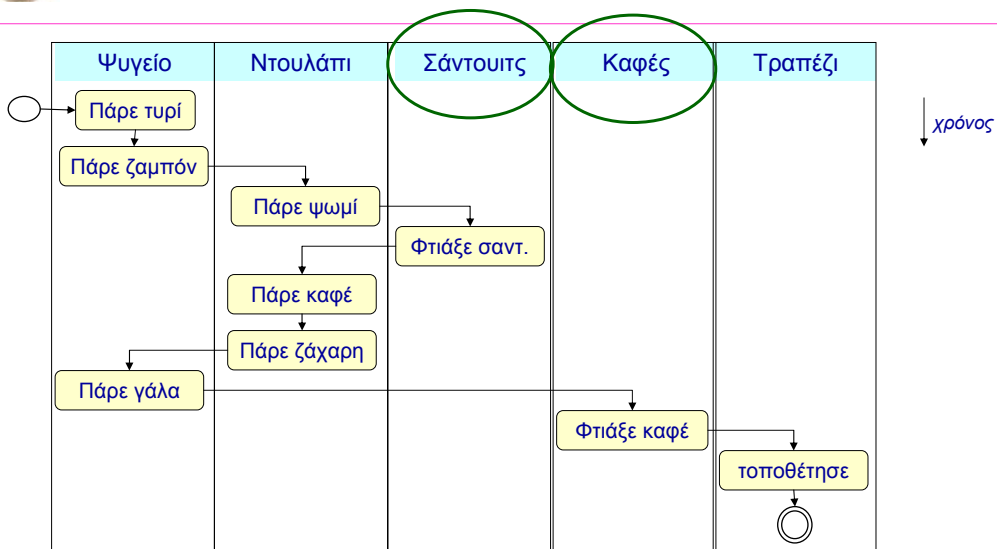 Ψυγείο
Ντουλάπι
Σάντουιτς
Καφές
Τραπέζι
Πάρε τυρί
χρόνος
Πάρε ζαμπόν
Πάρε ψωμί
Φτιάξε σαντ.
Πάρε καφέ
Πάρε ζάχαρη
Πάρε γάλα
Φτιάξε καφέ
τοποθέτησε